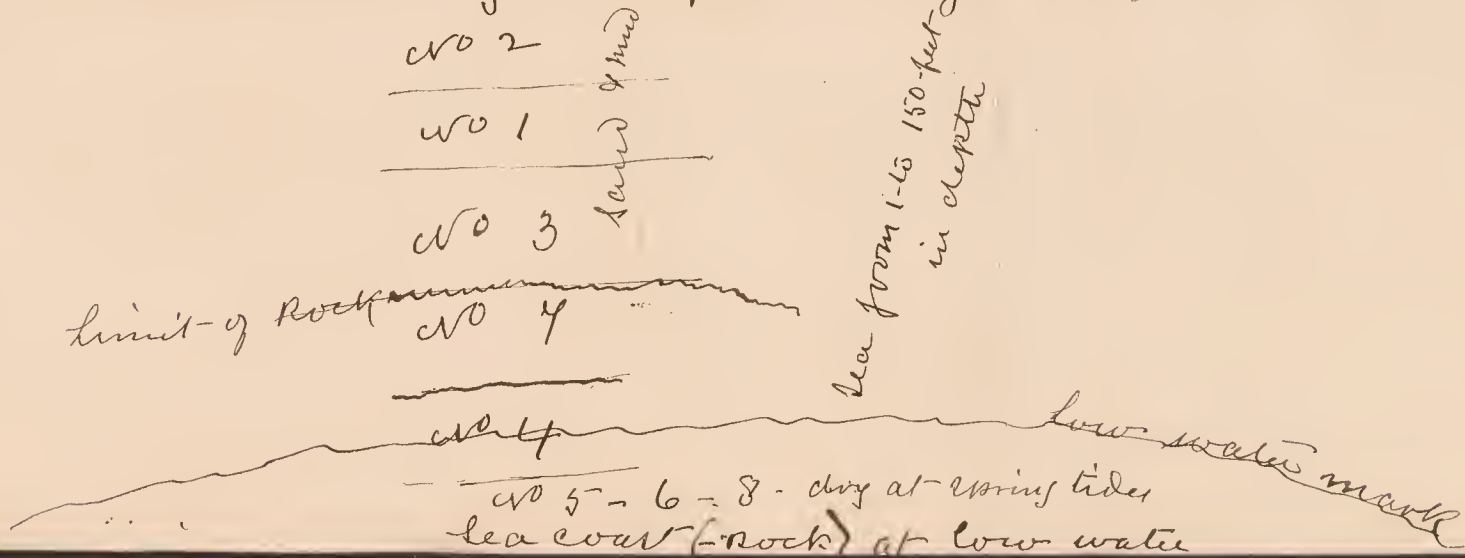 No 2
No 1
No 3
sand & mud
Sea from 1 to 150 feet
in depth
Limit of Rock
No 7
No 4
low water mark
No 5 - 6 - 8 - dry at spring tides
Sea coast (-Rock) at low water